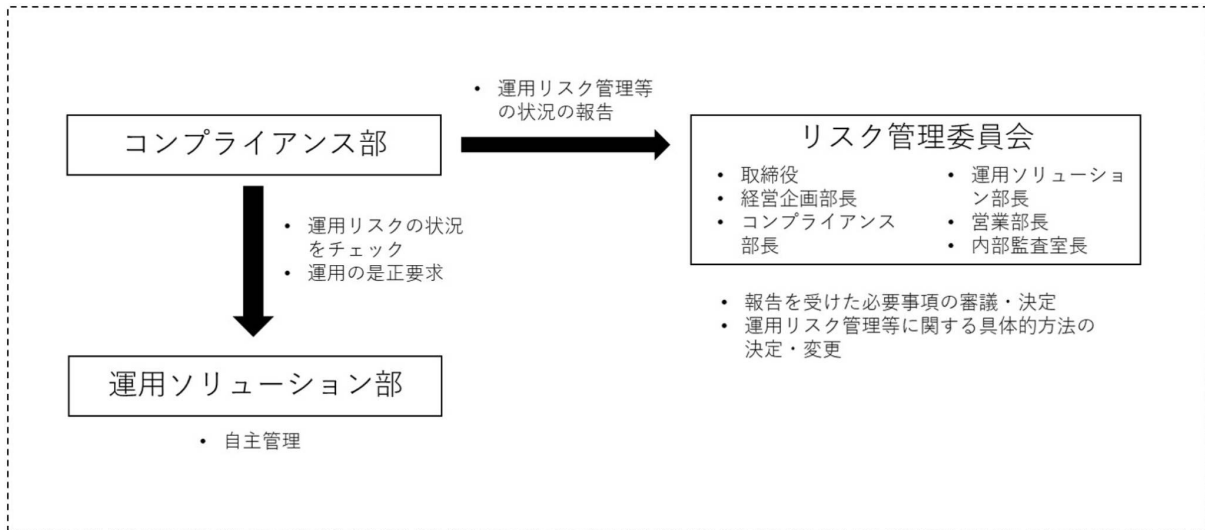 • 運用リスク管理等
の状況の報告
コンプライアンス部
リスク管理委員会
• 取締役
• 経営企画部長
• コンプライアンス
部長
• 運用ソリューショ
ン部長
• 営業部長
• 内部監査室長
• 運用リスクの状況
をチェック
• 運用の是正要求
• 報告を受けた必要事項の審議・決定
• 運用リスク管理等に関する具体的方法の
決定・変更
運用ソリューション部
• 自主管理